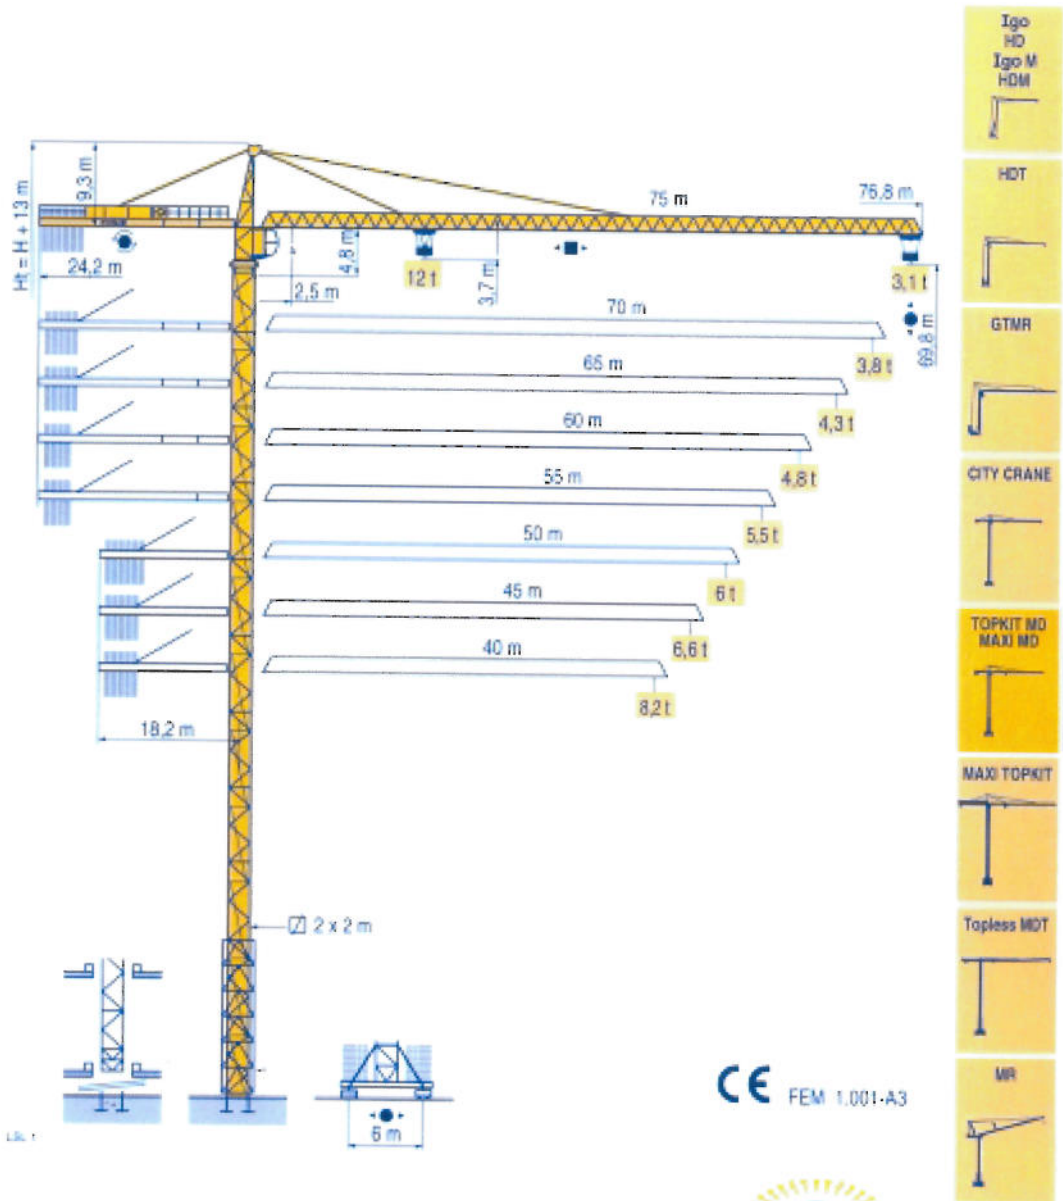 Igo
HD
Igo M
HDM
HDT
GTMR
CITY CRANE
TOPKIT MD
MAXI MD
MAXI TOPKIT
Topless MDT
MR
Ht = H + 13 m
9,3 m
75 m
76,8 m
24,2 m
4,8 m
12 t
3,7 m
3,1 t
2,5 m
69,8 m
70 m
3,8 t
65 m
4,3 t
60 m
4,8 t
55 m
5,5 t
50 m
6 t
45 m
6,6 t
40 m
8,2 t
18,2 m
2 x 2 m
6 m
CE FEM 1.001-A3